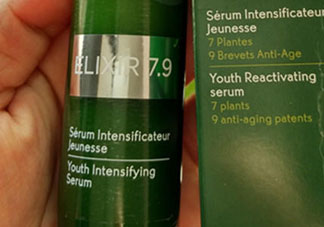 ELIXIR 7.9
Sérum Intensificateur
Jeunesse
Youth Intensifying
Serum
Sérum Intensificateur
Jeunesse
7 Plantes
9 Brevets Anti-Age
Youth Reactivating
serum
7 plants
9 anti-aging patents